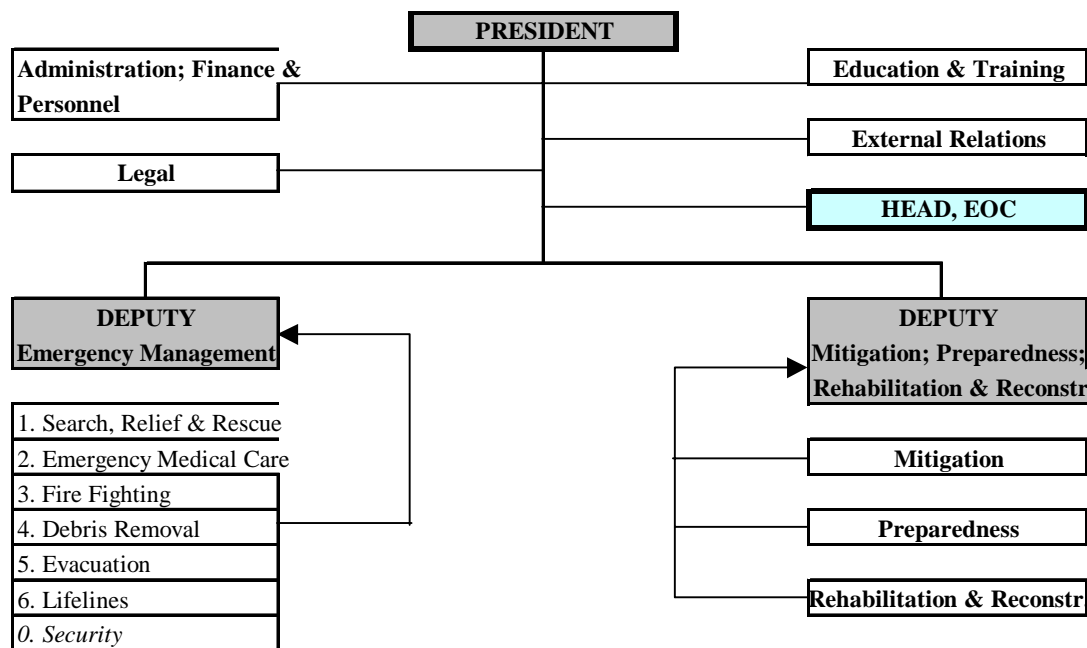 PRESIDENT
Administration; Finance &
Personnel
Education & Training
External Relations
Legal
HEAD, EOC
DEPUTY
Emergency Management
DEPUTY
Mitigation; Preparedness;
Rehabilitation & Reconstr
1. Search, Relief & Rescue
2. Emergency Medical Care
3. Fire Fighting
4. Debris Removal
5. Evacuation
6. Lifelines
0. Security
Mitigation
Preparedness
Rehabilitation & Reconstr